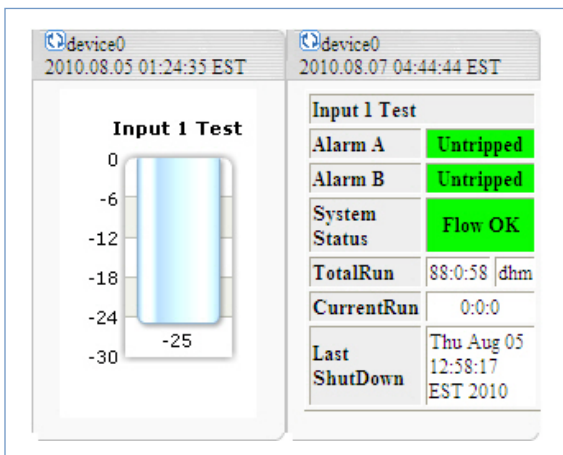 device0
2010.08.05 01:24:35 EST
Input 1 Test
0
-6
-12
-18
-24
-30
-25
device0
2010.08.07 04:44:44 EST
Input 1 Test
Alarm A Untripped
Alarm B Untripped
System
Status
Flow OK
TotalRun 88:0:58 dhm
CurrentRun 0:0:0
Last
ShutDown
Thu Aug 05
12:58:17
EST 2010